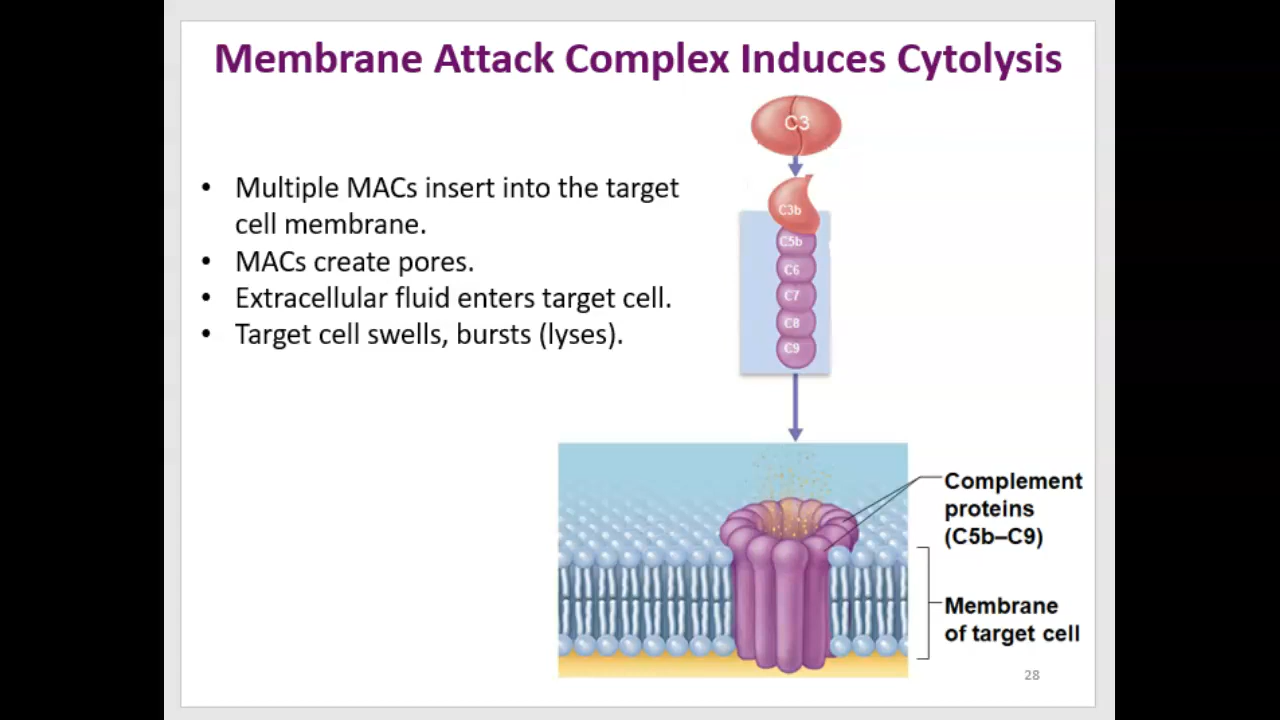 Membrane Attack Complex Induces Cytolysis
• Multiple MACs insert into the target
cell membrane.
• MACs create pores.
• Extracellular fluid enters target cell.
• Target cell swells, bursts (lyses).
C3
C3b
C5b
C6
C7
C8
C9
Complement
proteins
(C5b–C9)
Membrane
of target cell
28